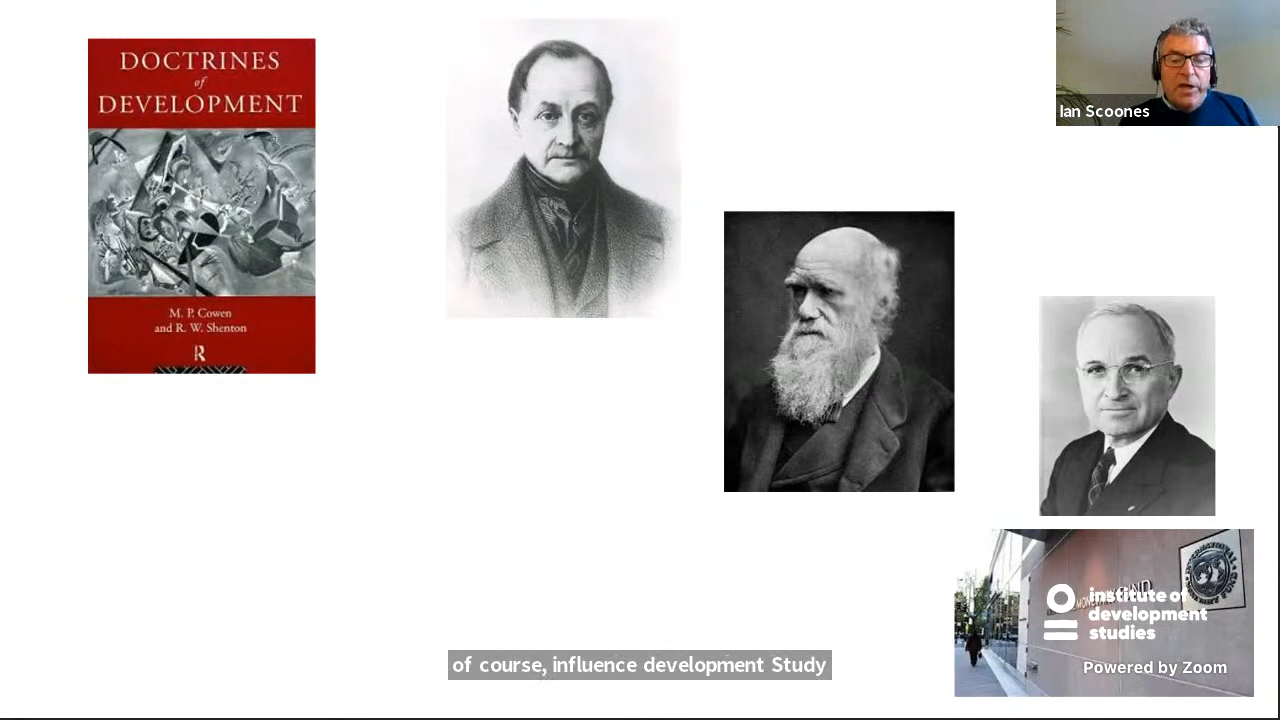 DOCTRINES
of
DEVELOPMENT
M. P. Cowen
and R. W. Shenton
R
Ian Scoones
institute of
development
studies
Powered by Zoom
of course, influence development Study